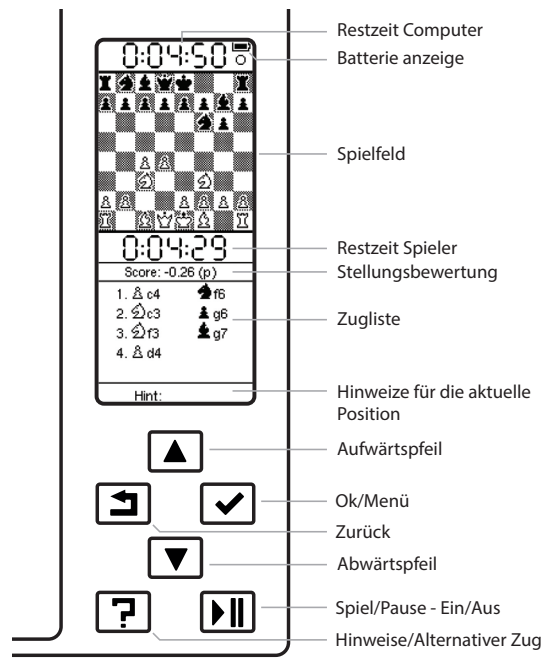 Restzeit Computer
0:04:50
Batterie anzeige
Spielfeld
0:04:29
Restzeit Spieler
Score: -0.26 (p)
Stellungsbewertung
1. c4 f6
2. c3 g6
3. f3 g7
4. d4
Zugliste
Hint:
Hinweize für die aktuelle
Position
Aufwärtspfeil
Ok/Menü
Zurück
Abwärtspfeil
?
Spiel/Pause - Ein/Aus
Hinweise/Alternativer Zug